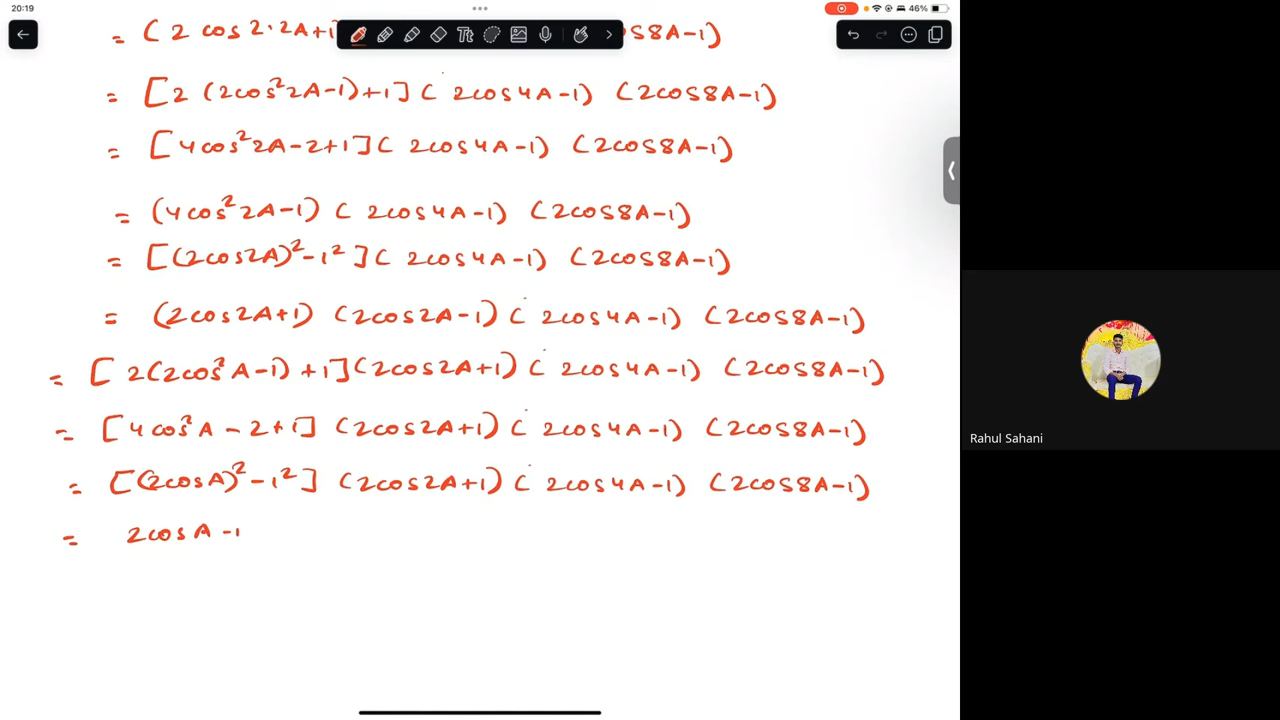 20:19
46%
= (2 cos 2·2A+1 s8A-1)
Tt
= [2 (2cos²2A-1)+1] (2cos4A-1) (2cos8A-1)
= [4cos²2A-2+1] (2cos4A-1) (2cos8A-1)
= (4cos²2A-1) (2cos4A-1) (2cos8A-1)
= [(2cos2A)²-1²] (2cos4A-1) (2cos8A-1)
= (2cos2A+1) (2cos2A-1) (2cos4A-1) (2cos8A-1)
= [2(2cos²A-1)+1] (2cos2A+1) (2cos4A-1) (2cos8A-1)
= [4cos²A-2+1] (2cos2A+1) (2cos4A-1) (2cos8A-1)
= [(2cosA)²-1²] (2cos2A+1) (2cos4A-1) (2cos8A-1)
= 2cosA-1
Rahul Sahani